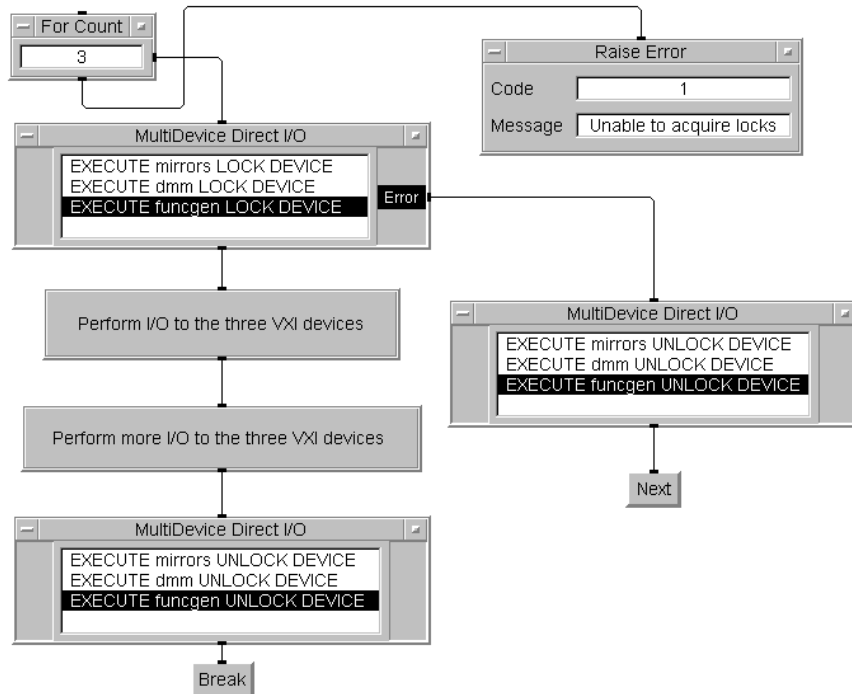 For Count
3
Raise Error
Code
1
Message
Unable to acquire locks
MultiDevice Direct I/O
EXECUTE mirrors LOCK DEVICE
EXECUTE dmm LOCK DEVICE
EXECUTE funcgen LOCK DEVICE
Error
Perform I/O to the three VXI devices
Perform more I/O to the three VXI devices
MultiDevice Direct I/O
EXECUTE mirrors UNLOCK DEVICE
EXECUTE dmm UNLOCK DEVICE
EXECUTE funcgen UNLOCK DEVICE
Next
MultiDevice Direct I/O
EXECUTE mirrors UNLOCK DEVICE
EXECUTE dmm UNLOCK DEVICE
EXECUTE funcgen UNLOCK DEVICE
Break